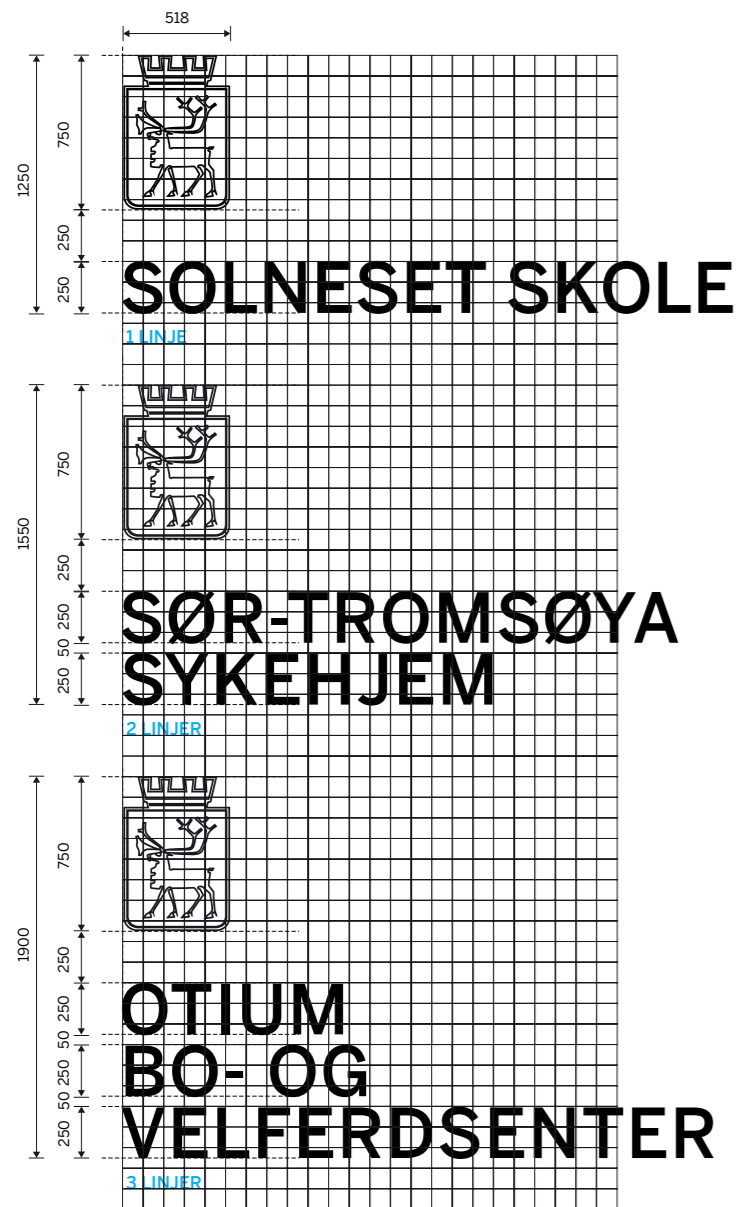 518
1250
750
250
250
SOLNESET SKOLE
1 LINJE
1550
750
250
250
50
250
SØR-TROMSØYA
SYKEHJEM
2 LINJER
1900
750
250
250
50
250
50
250
OTIUM
BO- OG
VELFERDSENTER
3 LINJER